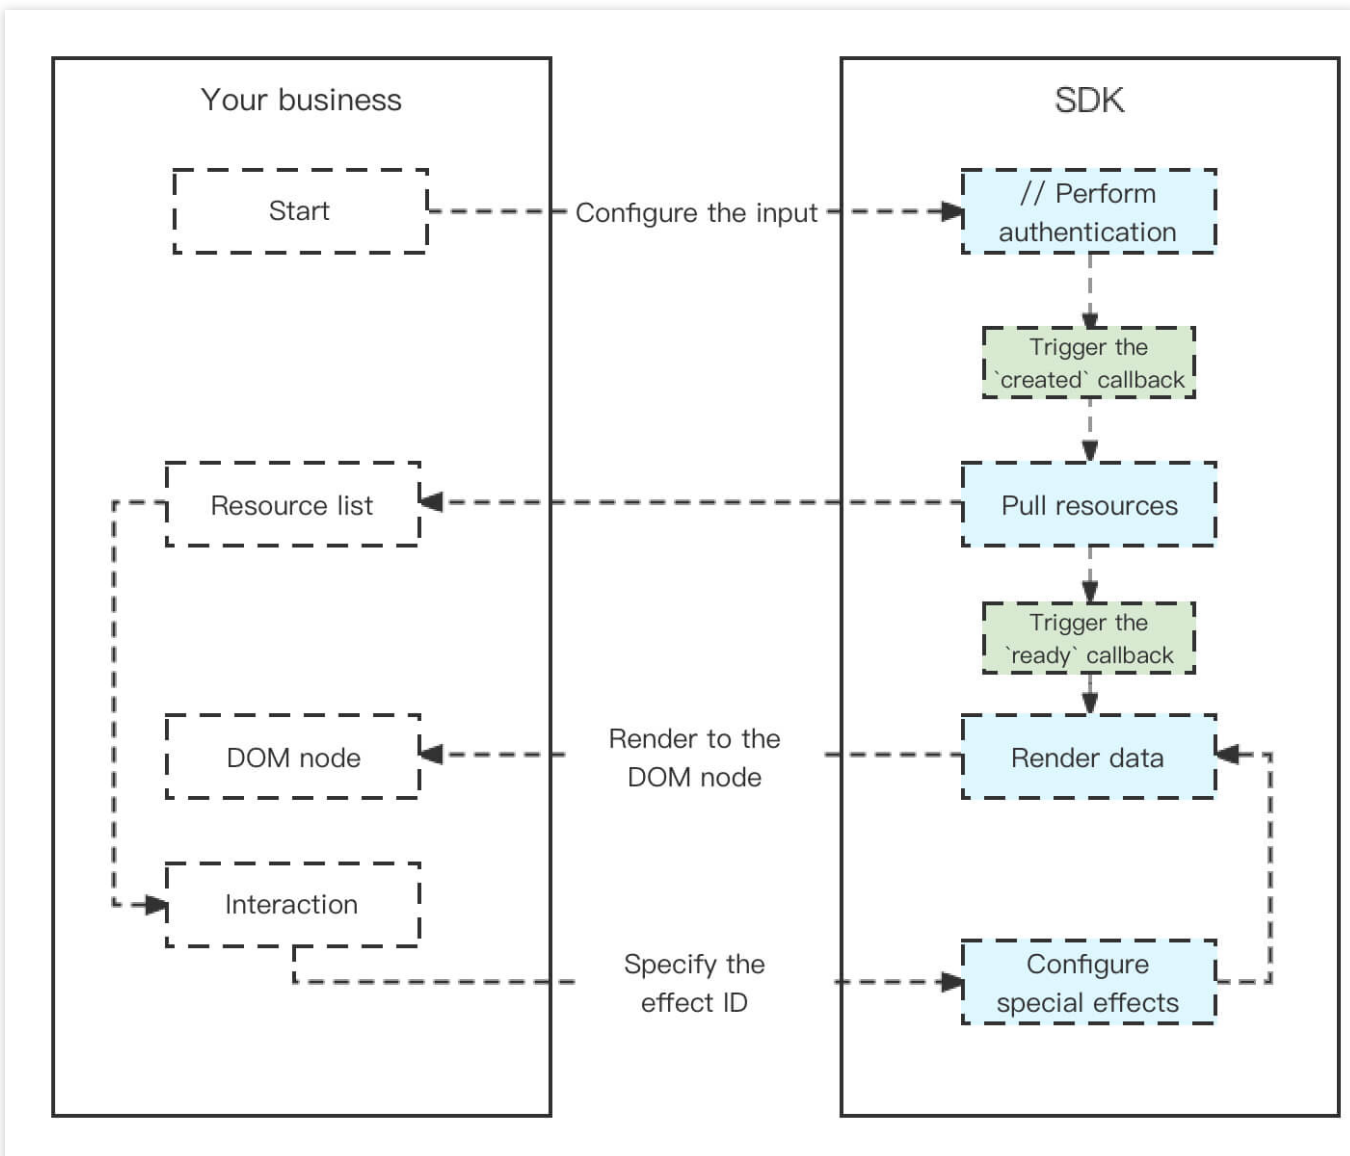 Your business
SDK
Start
Configure the input
// Perform
authentication
Trigger the
`created` callback
Resource list
Pull resources
Trigger the
`ready` callback
DOM node
Render to the
DOM node
Render data
Interaction
Specify the
effect ID
Configure
special effects